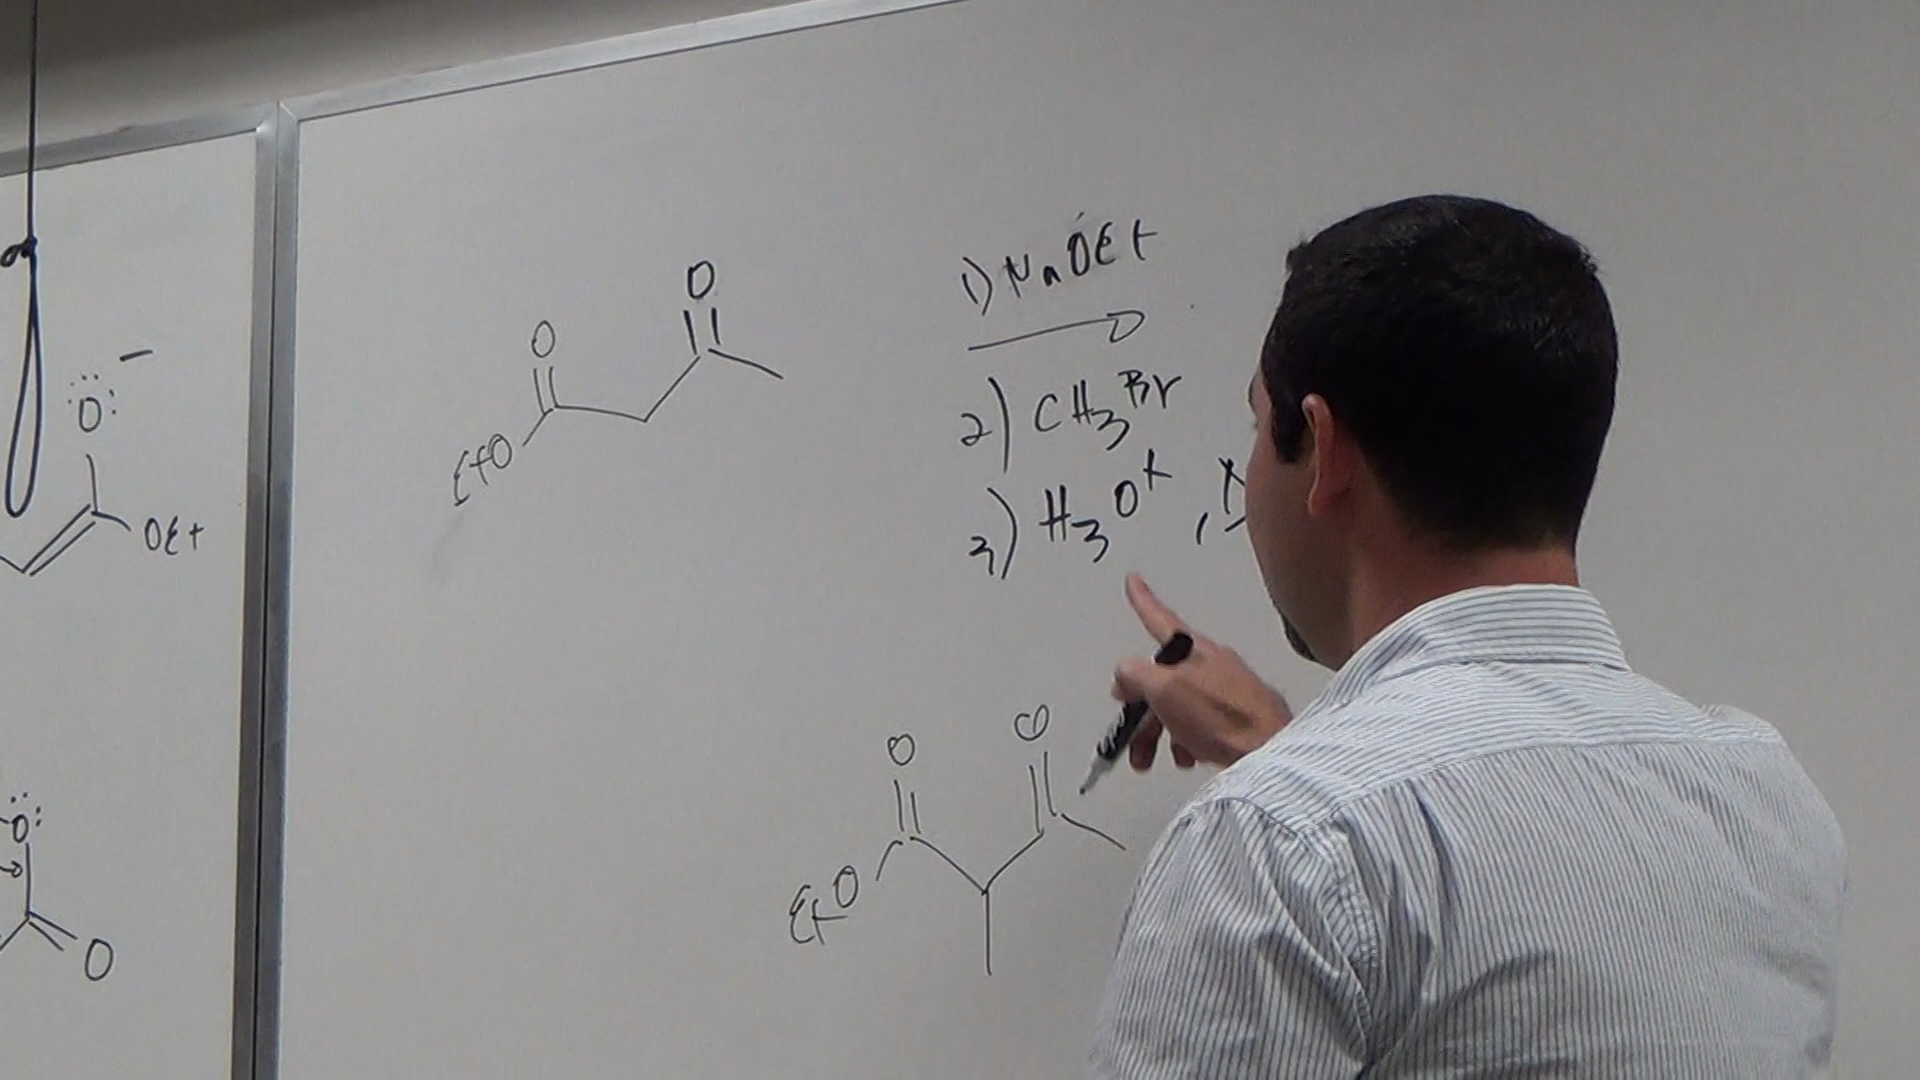 O
OEt
O
O
O
O
EtO
1) NaOEt
2) CH3Br
3) H3O+, Δ
O
O
EtO